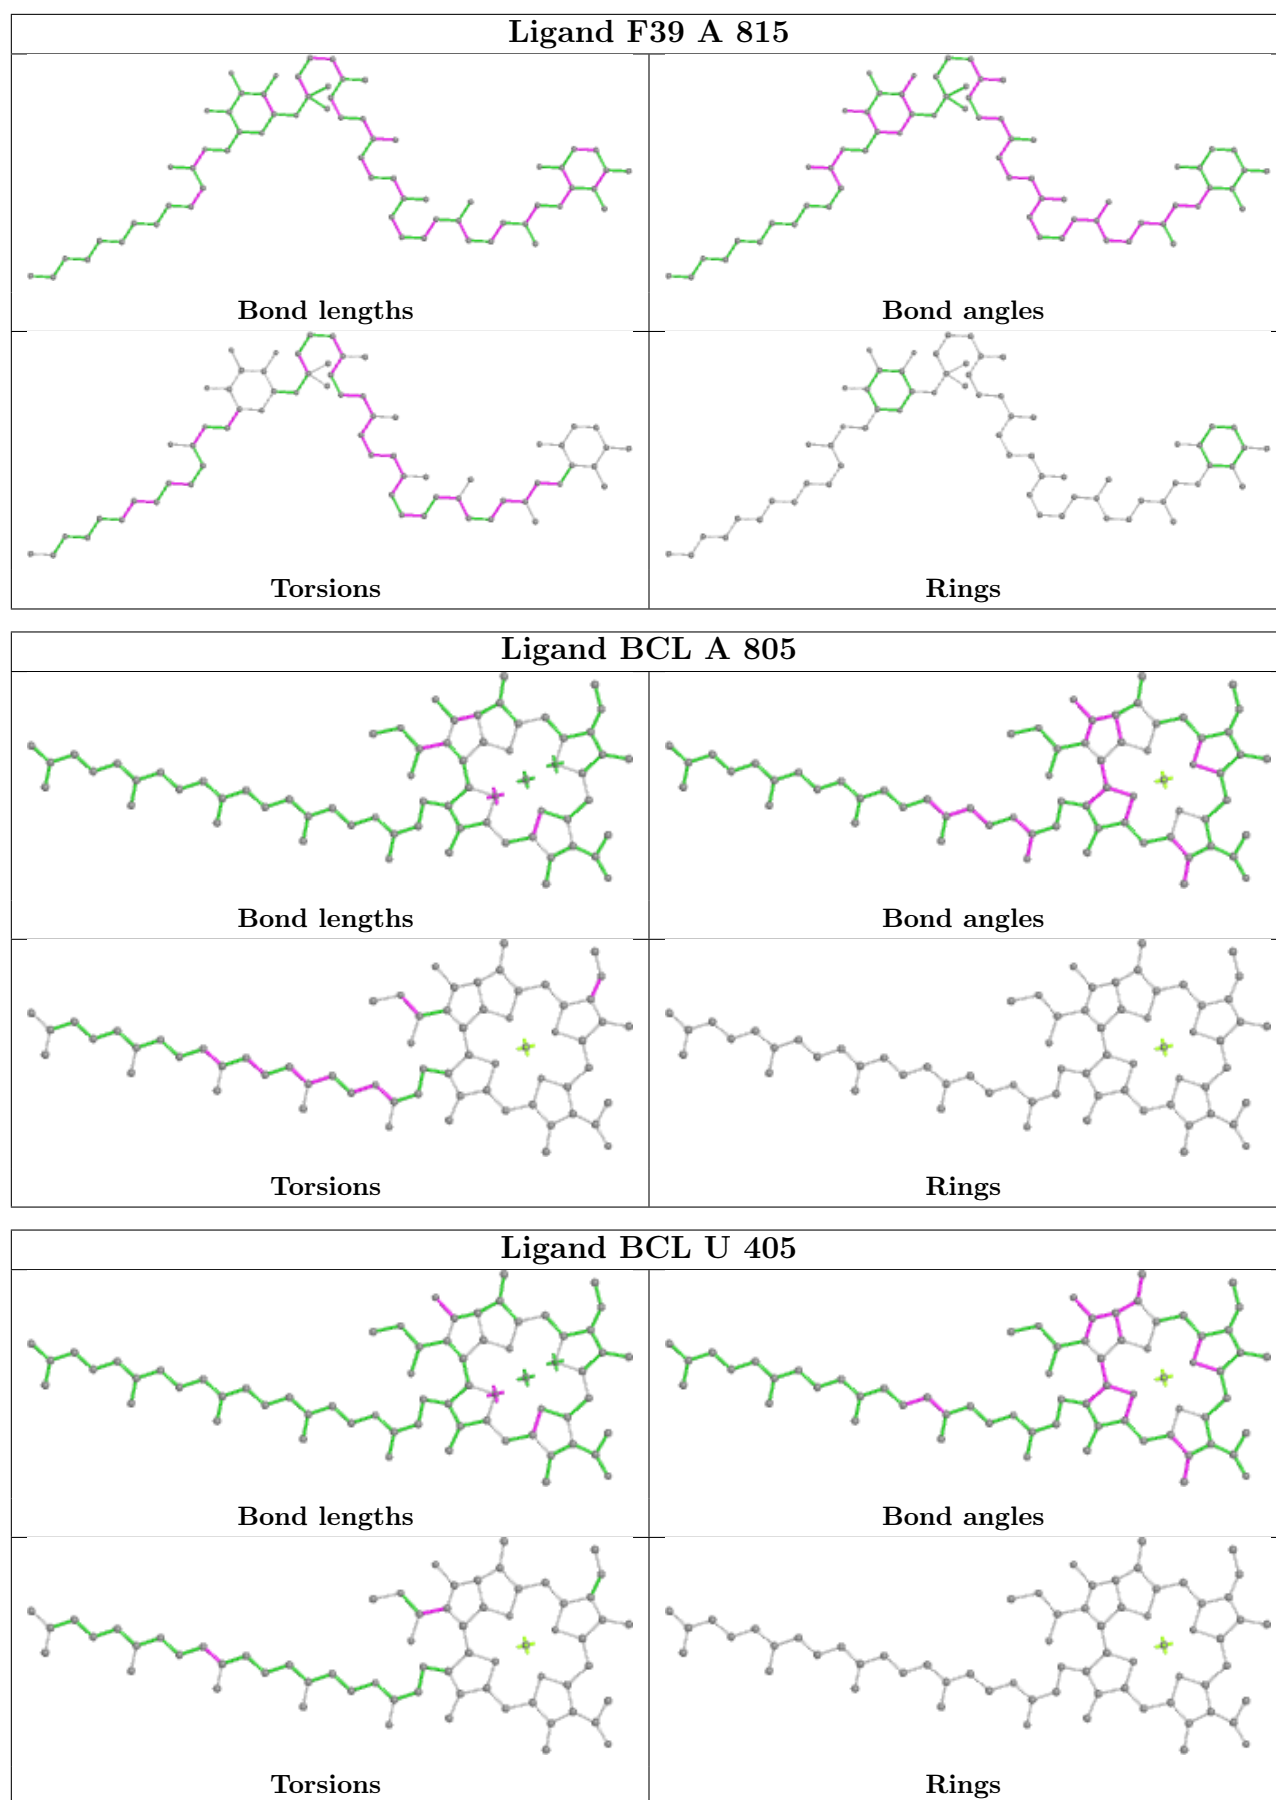 Ligand F39 A 815
Bond lengths
Bond angles
Torsions
Rings
Ligand BCL A 805
Bond lengths
Bond angles
Torsions
Rings
Ligand BCL U 405
Bond lengths
Bond angles
Torsions
Rings